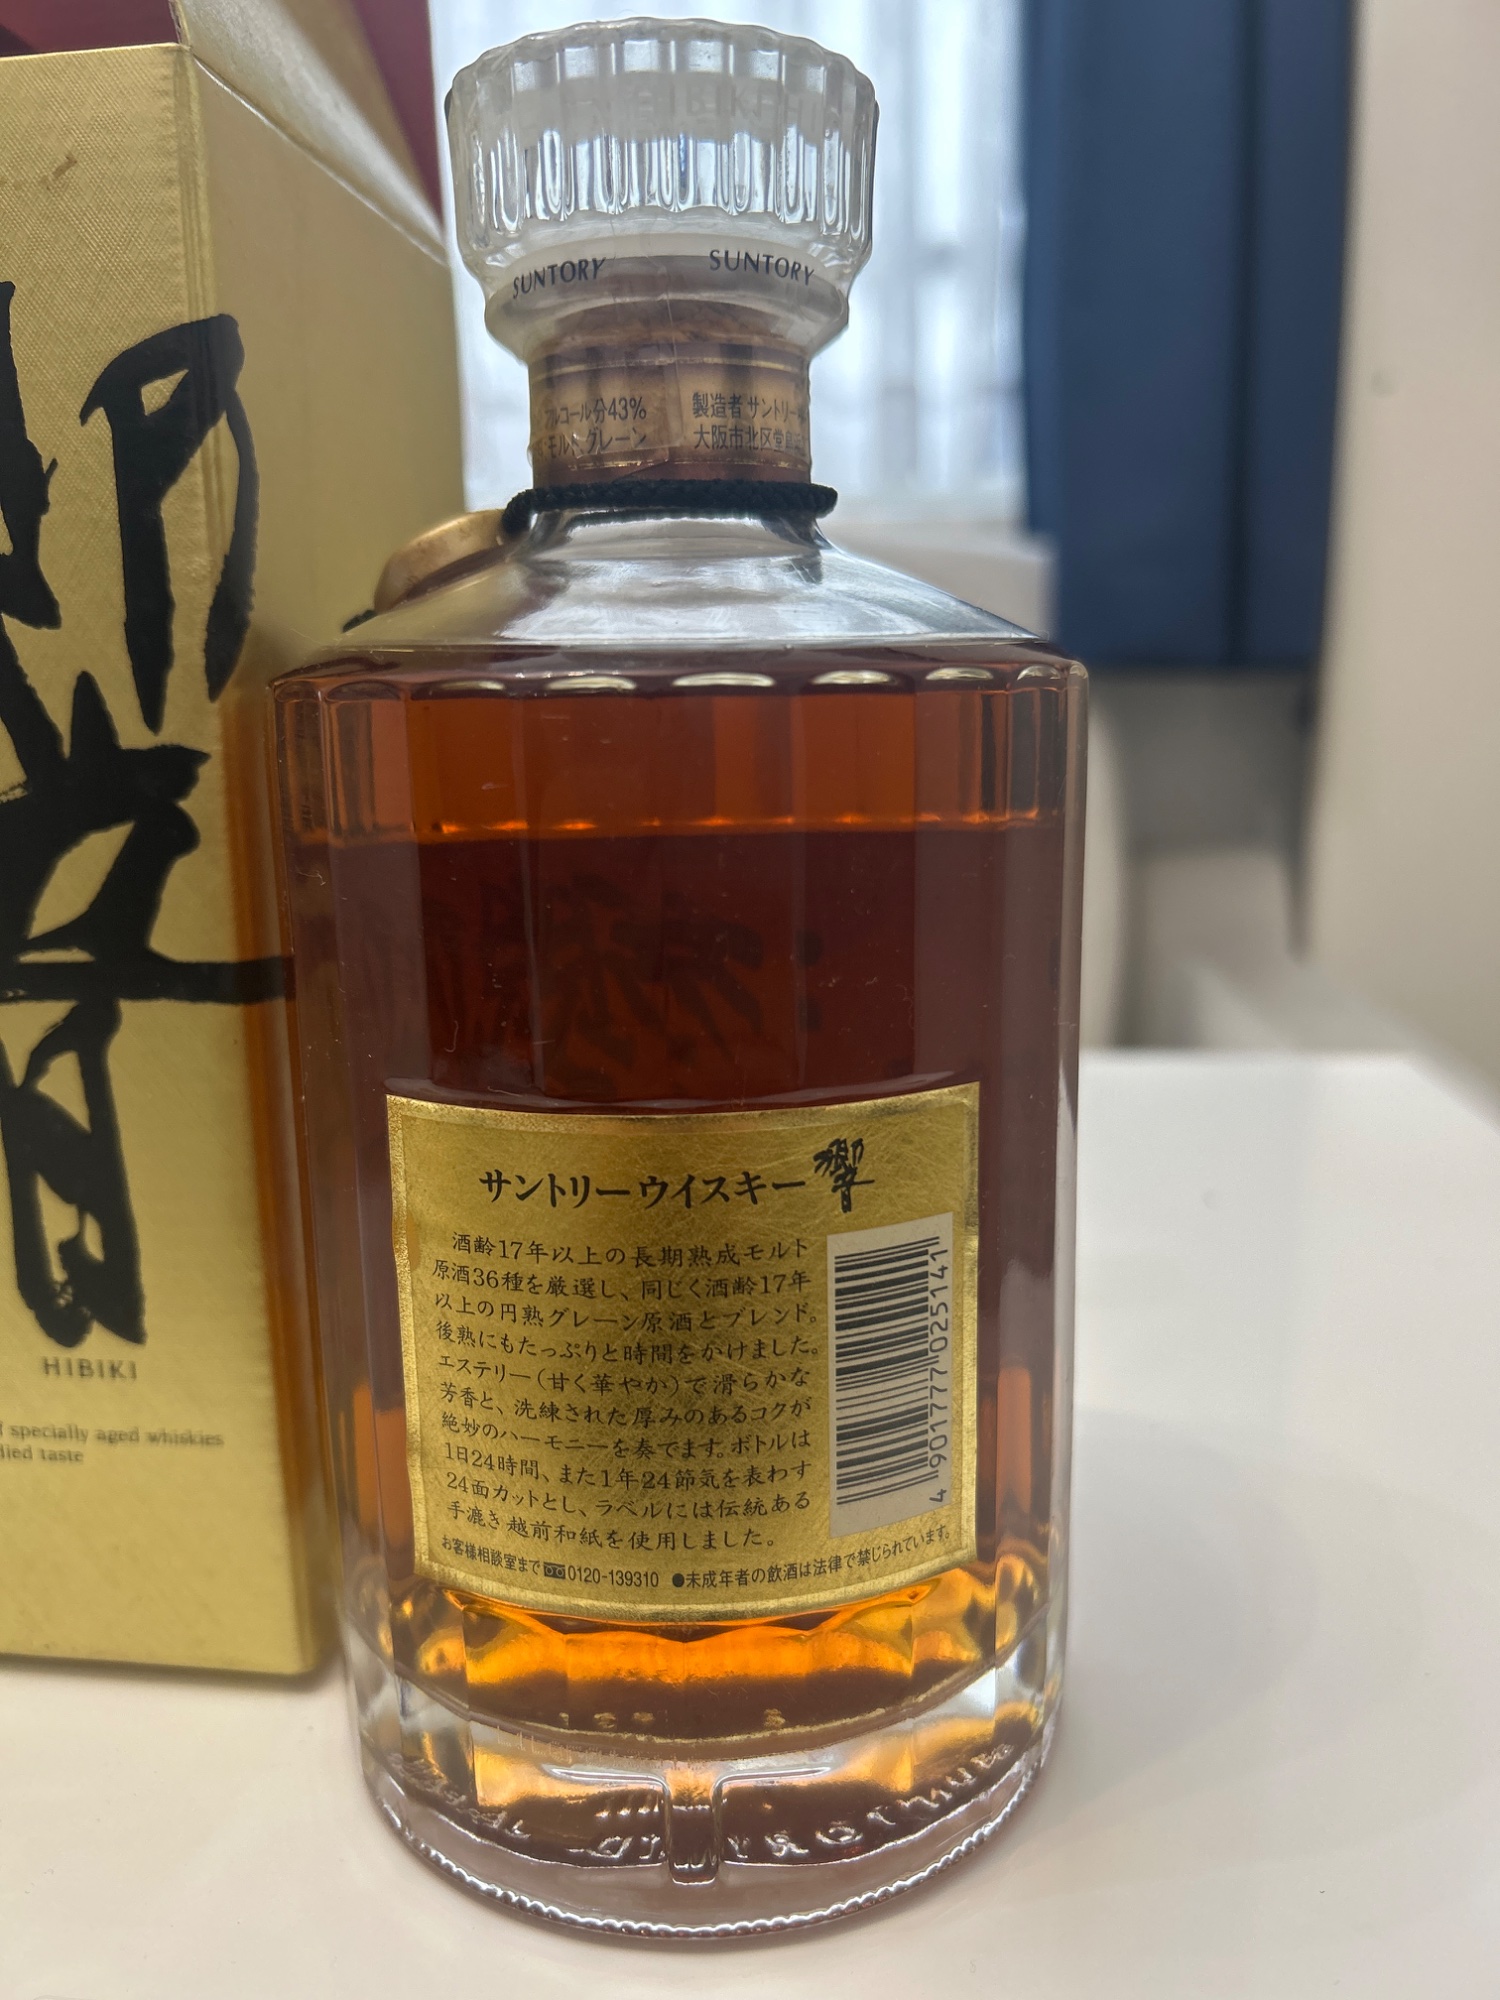 SUNTORY SUNTORY
アルコール分43%
モルト グレーン
製造者 サントリー
大阪市北区堂島
HIBIKI
specially aged whiskies
taste
サントリーウイスキー 響
酒齢17年以上の長期熟成モルト
原酒36種を厳選し、同じく酒齢17年
以上の円熟グレーン原酒とブレンド。
後熟にもたっぷりと時間をかけました。
エステリー(甘く華やか)で滑らかな
芳香と、洗練された厚みのあるコクが
絶妙のハーモニーを奏でます。ボトルは
1日24時間、また1年24節気を表わす
24面カットとし、ラベルには伝統ある
手漉き越前和紙を使用しました。
お客様相談室まで 0120-139310 ●未成年者の飲酒は法律で禁じられています。
4 901777 025141